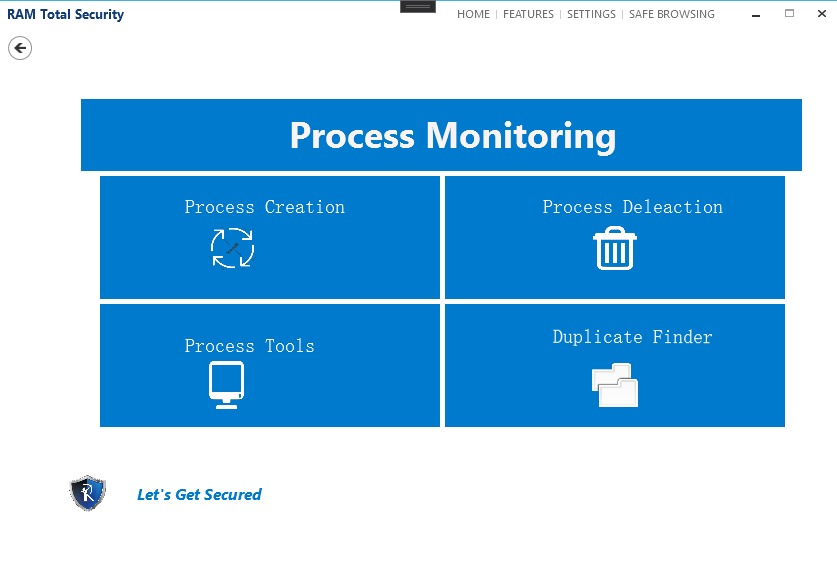 RAM Total Security
HOME | FEATURES | SETTINGS | SAFE BROWSING
Process Monitoring
Process Creation
Process Deleaction
Process Tools
Duplicate Finder
R
Let's Get Secured